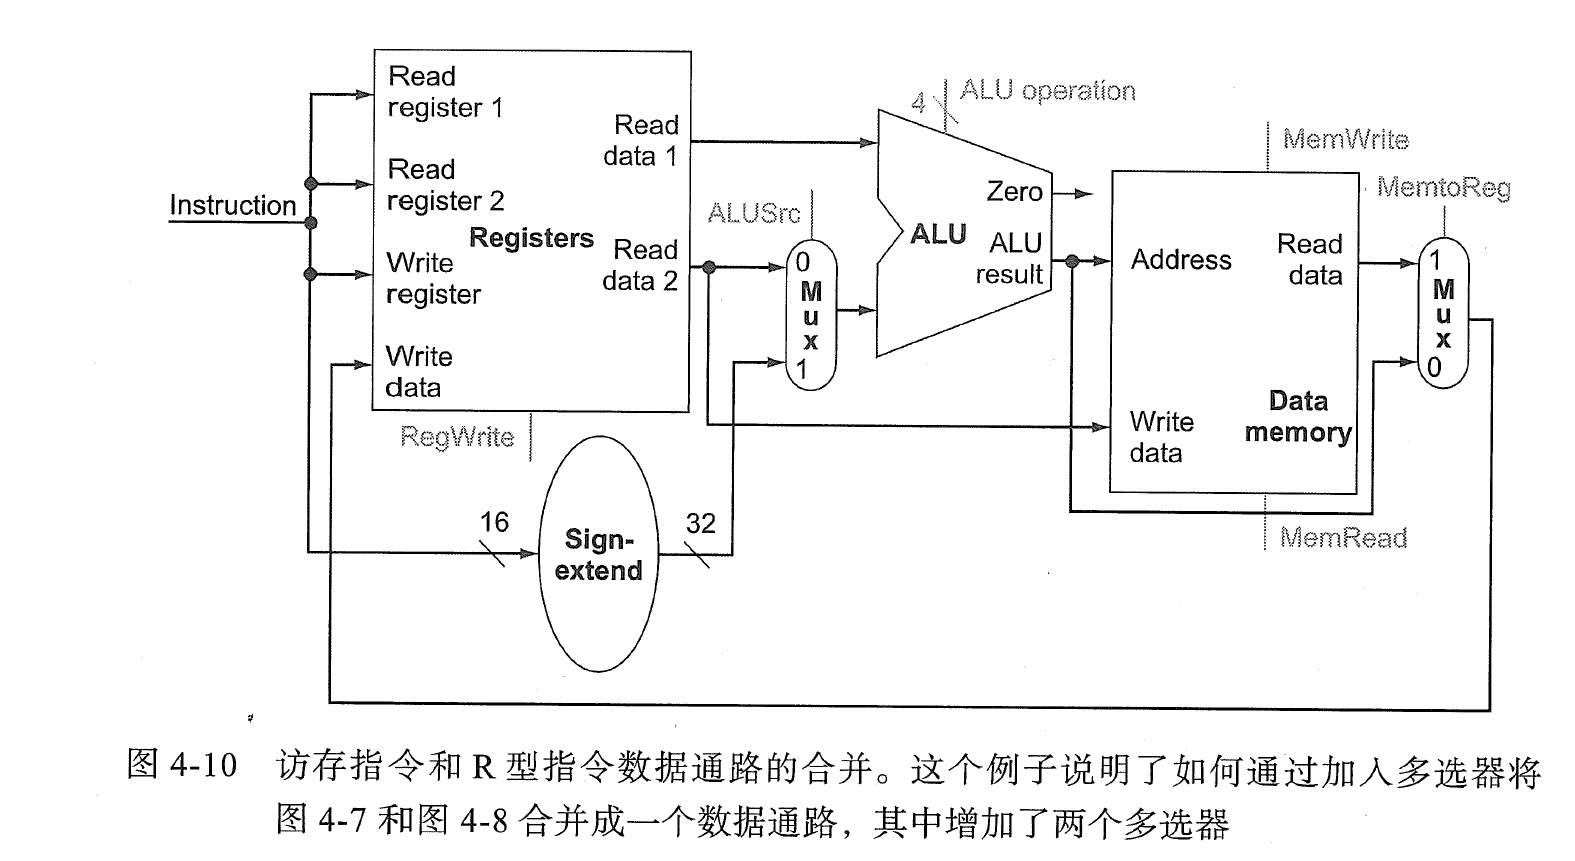 Read
register 1
Read
register 2
Instruction
Write
register
Write
data
Registers
Read
data 1
Read
data 2
RegWrite
16
Sign-
extend
32
ALUSrc
0
Mux
1
4
ALU operation
Zero
ALU
ALU
result
MemWrite
MemtoReg
Address
Read
data
Write
data
Data
memory
MemRead
1
Mux
0
图 4-10 访存指令和 R 型指令数据通路的合并。这个例子说明了如何通过加入多选器将
图 4-7 和图 4-8 合并成一个数据通路，其中增加了两个多选器